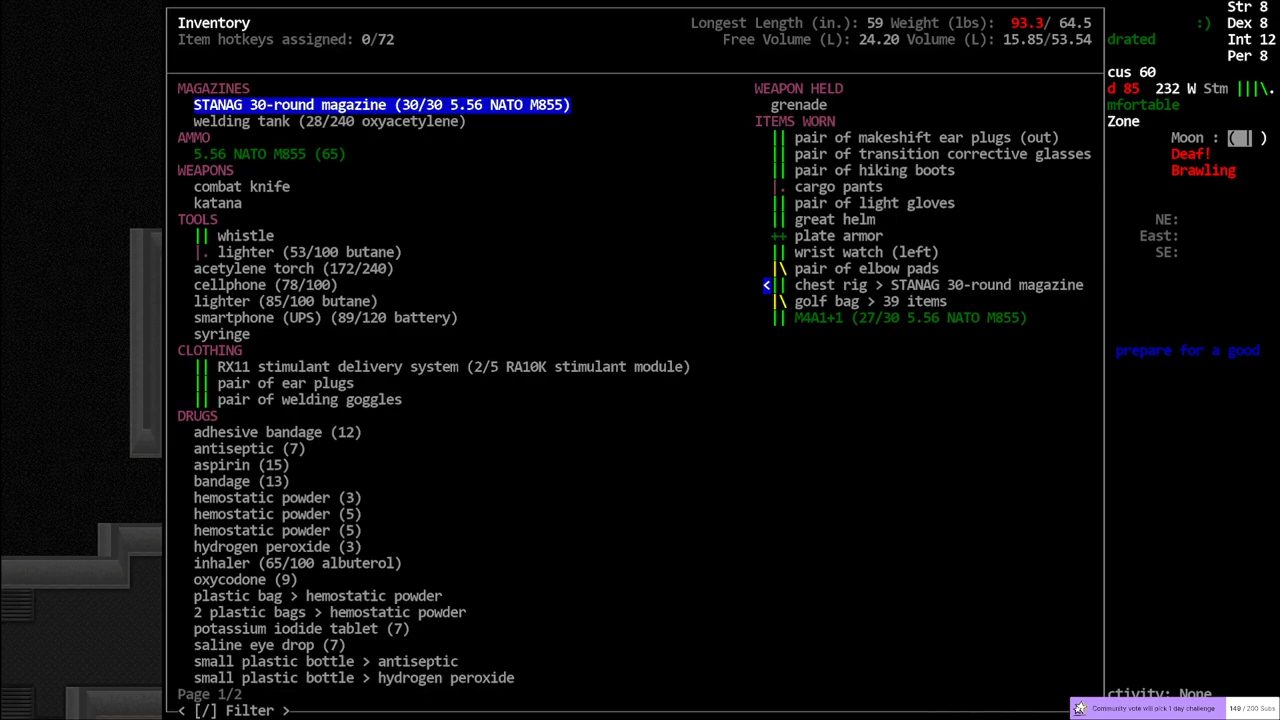 Inventory
Longest Length (in.): 59 Weight (lbs): 93.3/ 64.5
Item hotkeys assigned: 0/72
Free Volume (L): 24.20 Volume (L): 15.85/53.54
MAGAZINES
STANAG 30-round magazine (30/30 5.56 NATO M855)
welding tank (28/240 oxyacetylene)
AMMO
5.56 NATO M855 (65)
WEAPONS
combat knife
katana
TOOLS
|| whistle
|. lighter (53/100 butane)
acetylene torch (172/240)
cellphone (78/100)
lighter (85/100 butane)
smartphone (UPS) (89/120 battery)
syringe
CLOTHING
|| RX11 stimulant delivery system (2/5 RA10K stimulant module)
|| pair of ear plugs
|| pair of welding goggles
DRUGS
adhesive bandage (12)
antiseptic (7)
aspirin (15)
bandage (13)
hemostatic powder (3)
hemostatic powder (5)
hemostatic powder (5)
hydrogen peroxide (3)
inhaler (65/100 albuterol)
oxycodone (9)
plastic bag > hemostatic powder
2 plastic bags > hemostatic powder
potassium iodide tablet (7)
saline eye drop (7)
small plastic bottle > antiseptic
small plastic bottle > hydrogen peroxide
Page 1/2
< [/] Filter >
WEAPON HELD
grenade
ITEMS WORN
|| pair of makeshift ear plugs (out)
|| pair of transition corrective glasses
|| pair of hiking boots
|. cargo pants
|| pair of light gloves
|| great helm
++ plate armor
|| wrist watch (left)
|\ pair of elbow pads
< || chest rig > STANAG 30-round magazine
|\ golf bag > 39 items
|| M4A1+1 (27/30 5.56 NATO M855)
Str 8
:) Dex 8
drated Int 12
Per 8
cus 60
d 85 232 W Stm |||\.
mfortable
Zone
Moon : ( | )
Deaf!
Brawling
NE:
East:
SE:
prepare for a good
ctivity: None
Community vote will pick 1 day challenge 149 / 200 Subs